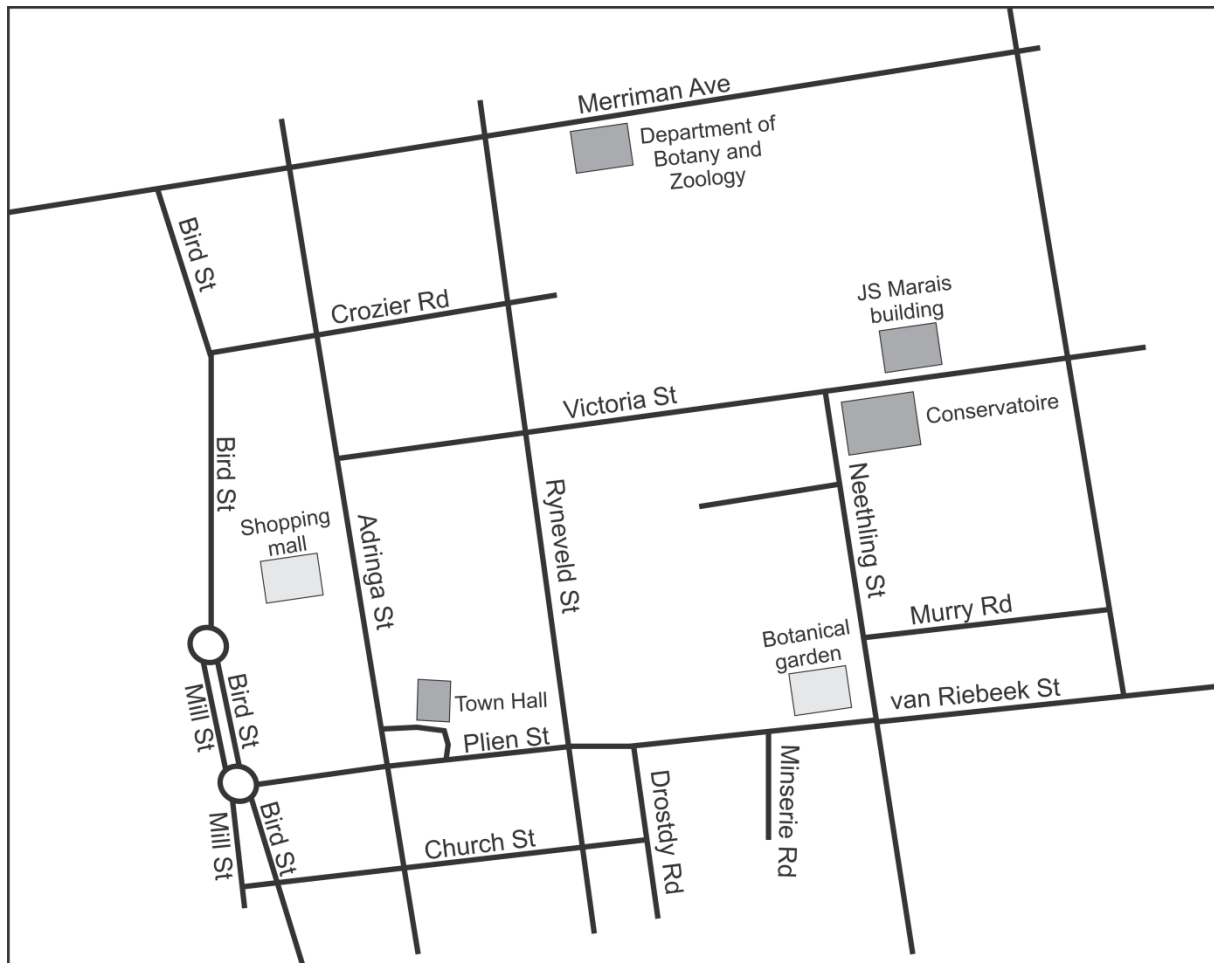 Merriman Ave
Department of
Botany and
Zoology
Bird St
Crozier Rd
JS Marais
building
Victoria St
Conservatoire
Bird St
Shopping
mall
Adringa St
Ryneveld St
Neethling St
Murry Rd
Botanical
garden
Mill St
Bird St
Town Hall
van Riebeek St
Plien St
Mill St
Bird St
Church St
Drostdy Rd
Minserie Rd